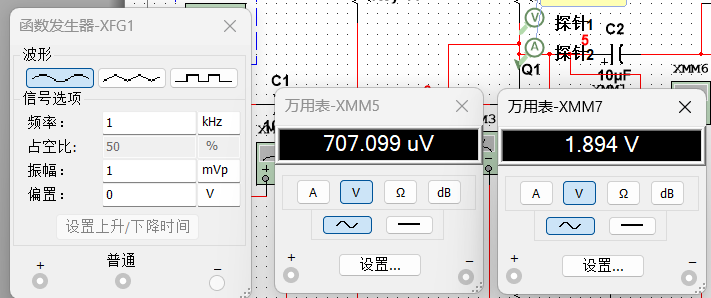 函数发生器-XFG1
波形
信号选项
频率：
1
kHz
占空比:
50
%
振幅：
1
mVp
偏置：
0
V
设置上升/下降时间
+
普通
−
C1
万用表-XMM5
707.099 uV
A
V
Ω
dB
+
设置...
−
V
探针1
A
探针2
5
C2
Q1
+
10μF
XMM6
万用表-XMM7
1.894 V
A
V
Ω
dB
+
设置...
−